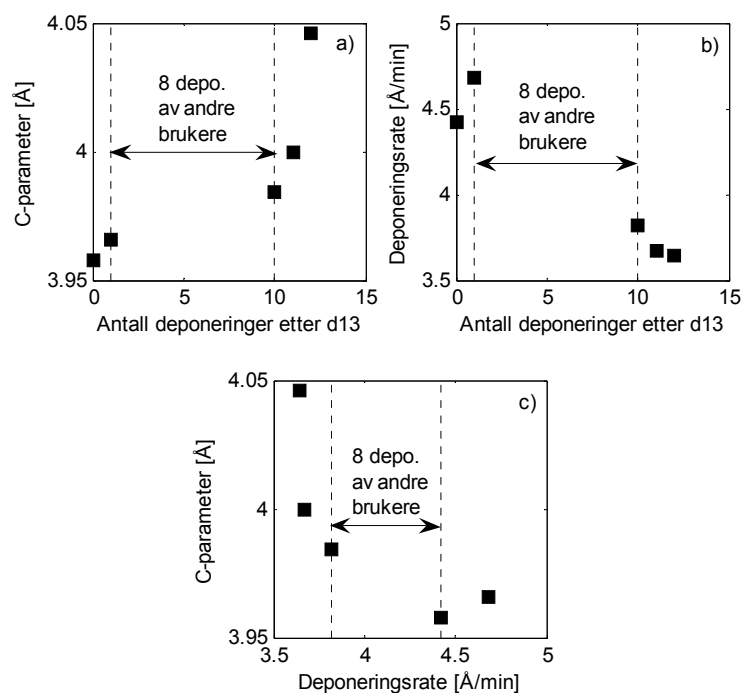 4.05
4
3.95
C-parameter [Å]
a)
8 depo.
av andre
brukere
0
5
10
15
Antall deponeringer etter d13
5
4.5
4
3.5
Deponeringsrate [Å/min]
b)
8 depo.
av andre
brukere
0
5
10
15
Antall deponeringer etter d13
4.05
4
3.95
C-parameter [Å]
c)
8 depo.
av andre
brukere
3.5
4
4.5
5
Deponeringsrate [Å/min]